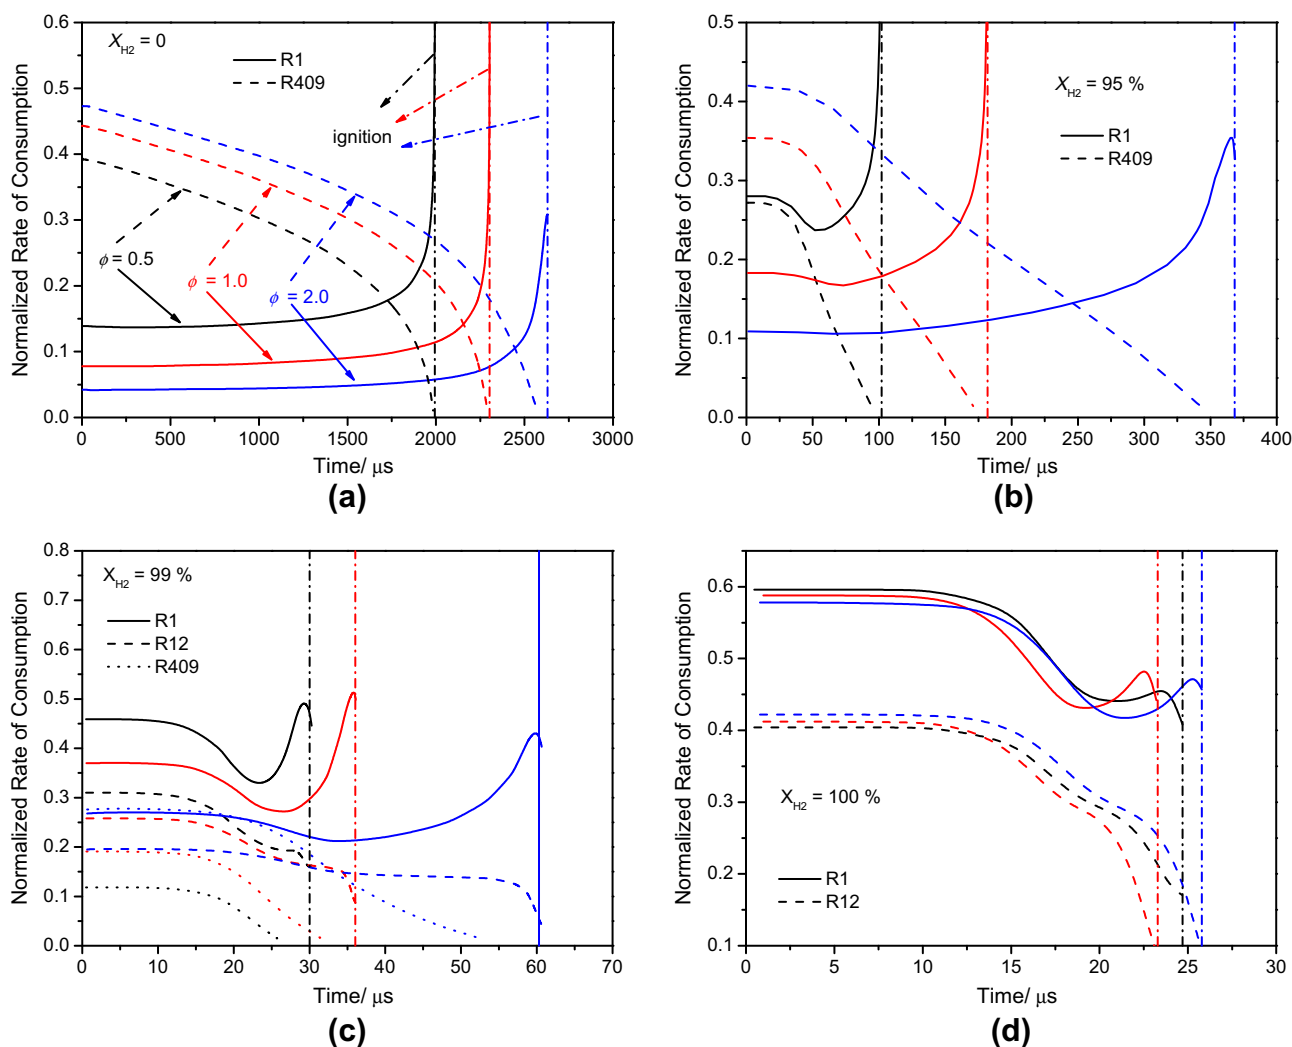 X_H2 = 0
R1
R409
ignition
ϕ = 0.5
ϕ = 1.0
ϕ = 2.0
Normalized Rate of Consumption
0.6
0.5
0.4
0.3
0.2
0.1
0.0
0 500 1000 1500 2000 2500 3000
Time/ μs
(a)
X_H2 = 95 %
R1
R409
Normalized Rate of Consumption
0.5
0.4
0.3
0.2
0.1
0.0
0 50 100 150 200 250 300 350 400
Time/ μs
(b)
X_H2 = 99 %
R1
R12
R409
Normalized Rate of Consumption
0.8
0.7
0.6
0.5
0.4
0.3
0.2
0.1
0.0
0 10 20 30 40 50 60 70
Time/ μs
(c)
X_H2 = 100 %
R1
R12
Normalized Rate of Consumption
0.6
0.5
0.4
0.3
0.2
0.1
0 5 10 15 20 25 30
Time/ μs
(d)